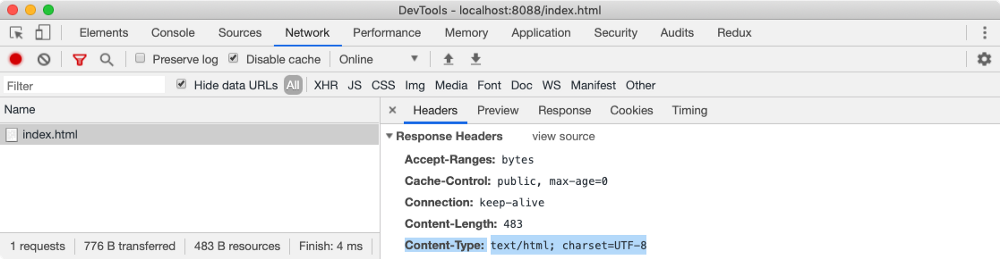 DevTools - localhost:8088/index.html
Elements Console Sources Network Performance Memory Application Security Audits Redux
Preserve log Disable cache Online
Filter Hide data URLs All XHR JS CSS Img Media Font Doc WS Manifest Other
Name
index.html
1 requests 776 B transferred 483 B resources Finish: 4 ms
Headers Preview Response Cookies Timing
Response Headers view source
Accept-Ranges: bytes
Cache-Control: public, max-age=0
Connection: keep-alive
Content-Length: 483
Content-Type: text/html; charset=UTF-8